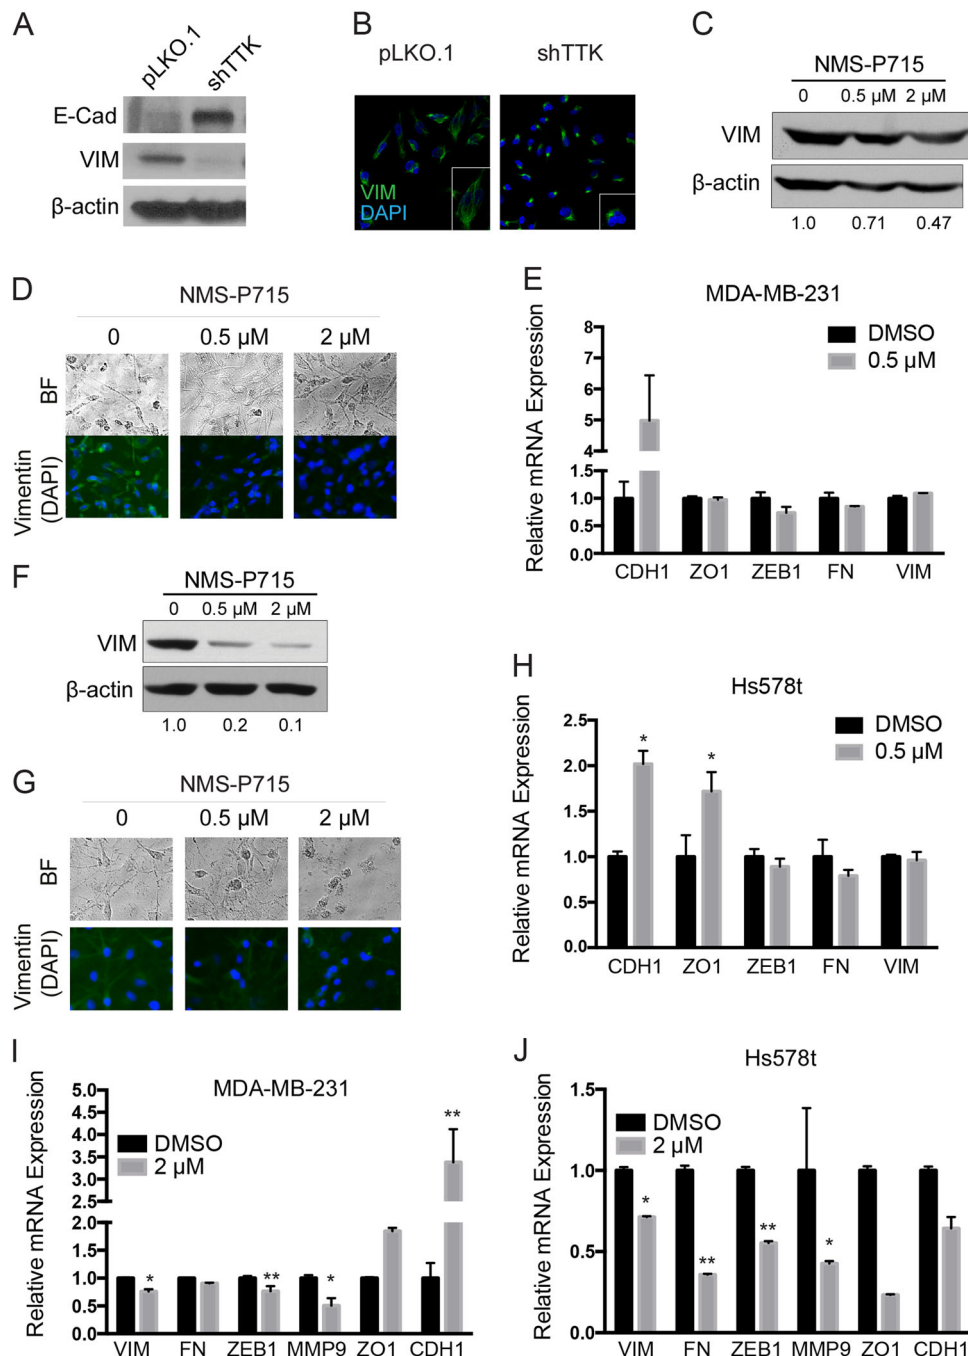 A
pLKO.1
shTTK
E-Cad
VIM
β-actin
B
pLKO.1
shTTK
VIM
DAPI
C
NMS-P715
0 0.5 µM 2 µM
VIM
β-actin
1.0 0.71 0.47
D
NMS-P715
0 0.5 µM 2 µM
BF
Vimentin
(DAPI)
E
MDA-MB-231
DMSO
0.5 µM
Relative mRNA Expression
8
7
6
5
4
1.5
1.0
0.5
0.0
CDH1 ZO1 ZEB1 FN VIM
F
NMS-P715
0 0.5 µM 2 µM
VIM
β-actin
1.0 0.2 0.1
G
NMS-P715
0 0.5 µM 2 µM
BF
Vimentin
(DAPI)
H
Hs578t
DMSO
0.5 µM
Relative mRNA Expression
2.5
2.0
1.5
1.0
0.5
0.0
* *
CDH1 ZO1 ZEB1 FN VIM
I
MDA-MB-231
DMSO
2 µM
Relative mRNA Expression
5.0
4.5
4.0
3.5
3.0
2.5
2.0
1.5
1.0
0.5
0.0
* ** * **
VIM FN ZEB1 MMP9 ZO1 CDH1
J
Hs578t
DMSO
2 µM
Relative mRNA Expression
1.5
1.0
0.5
0.0
* ** ** *
VIM FN ZEB1 MMP9 ZO1 CDH1